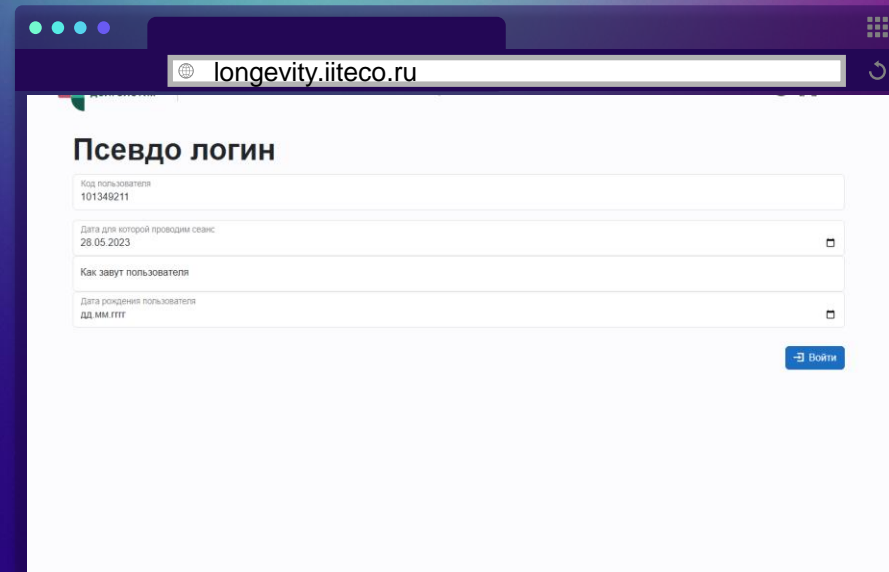 longevity.iiteco.ru
Псевдо логин
Код пользователя
101349211
Дата для которой проводим сеанс
28.05.2023
Как завут пользователя
Дата рождения пользователя
дд.мм.гггг
Войти